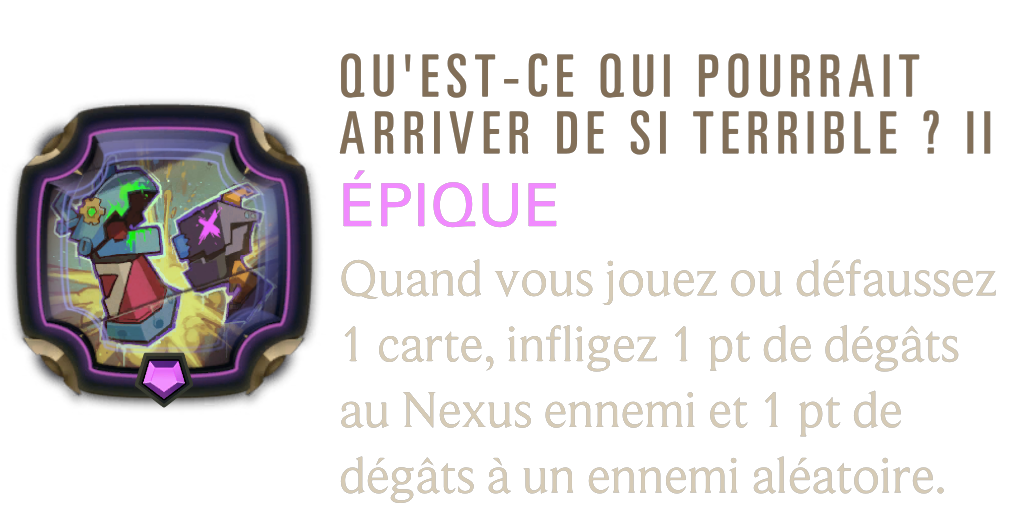 QU'EST-CE QUI POURRAIT
ARRIVER DE SI TERRIBLE ? II
ÉPIQUE
Quand vous jouez ou défaussez
1 carte, infligez 1 pt de dégâts
au Nexus ennemi et 1 pt de
dégâts à un ennemi aléatoire.